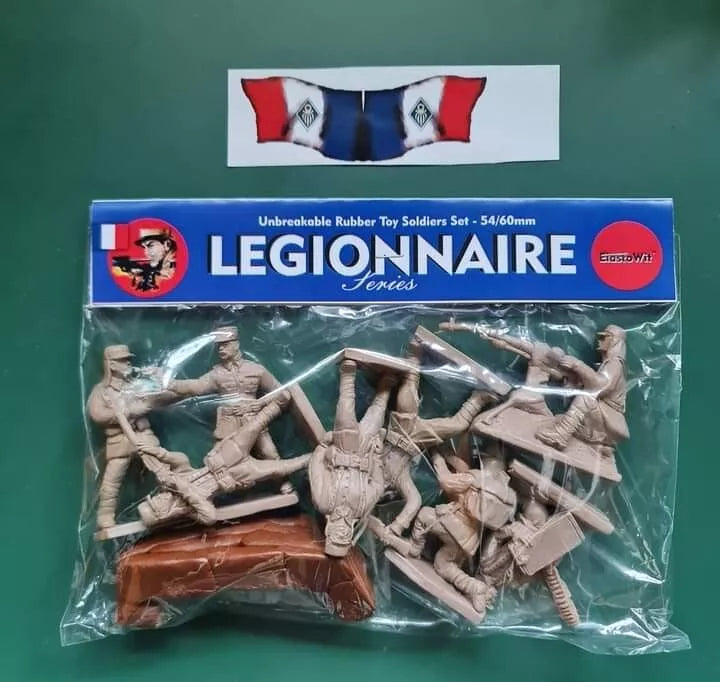 Unbreakable Rubber Toy Soldiers Set - 54/60mm
LEGIONNAIRE
Series
ElastoWit